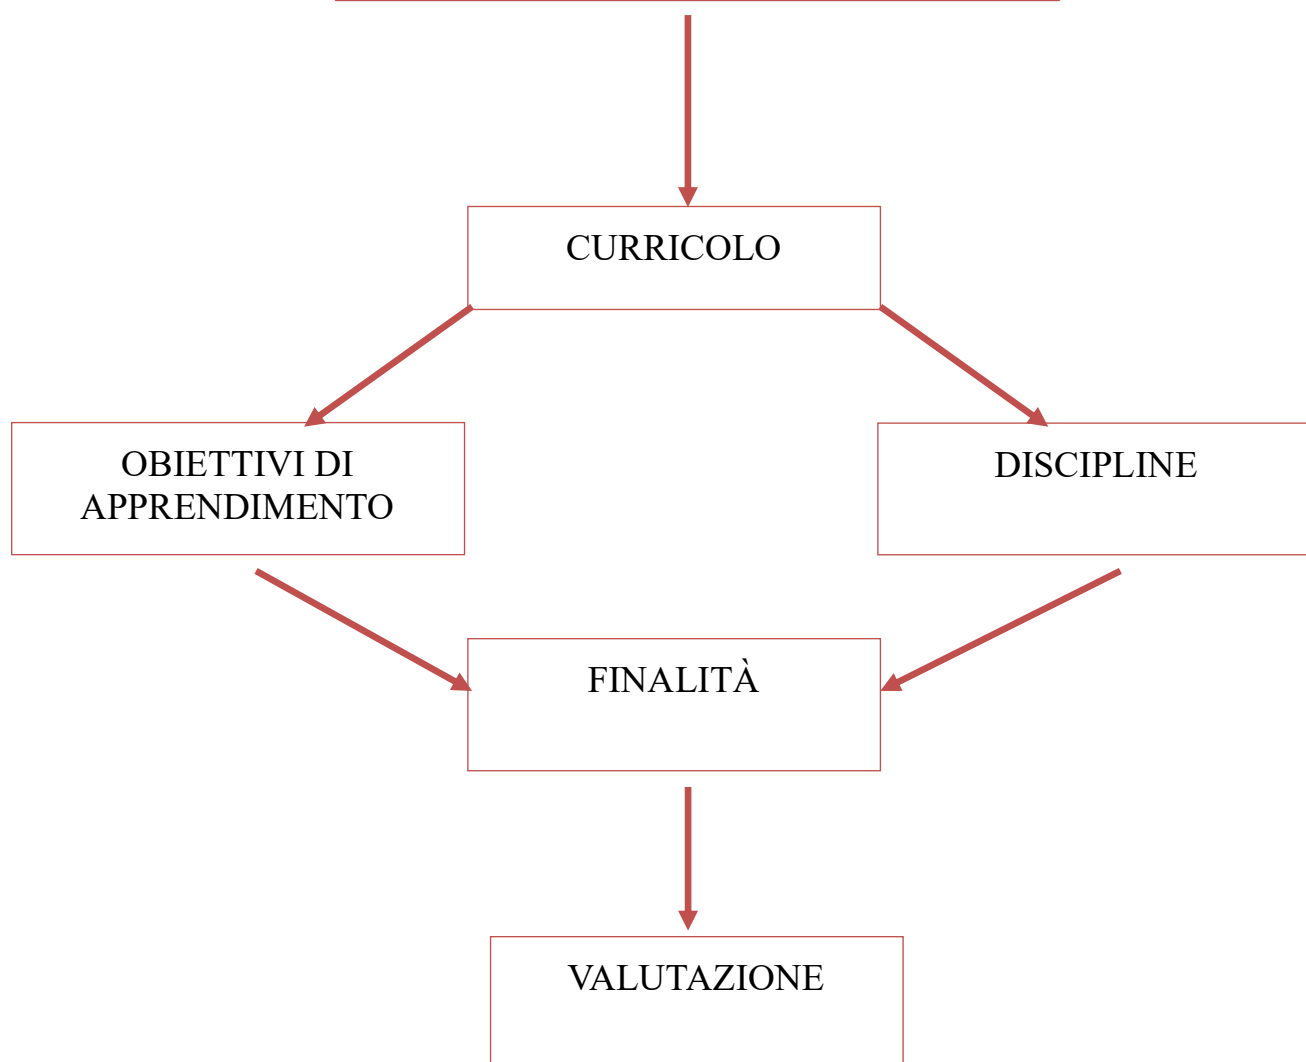 CURRICOLO
OBIETTIVI DI
APPRENDIMENTO
DISCIPLINE
FINALITÀ
VALUTAZIONE